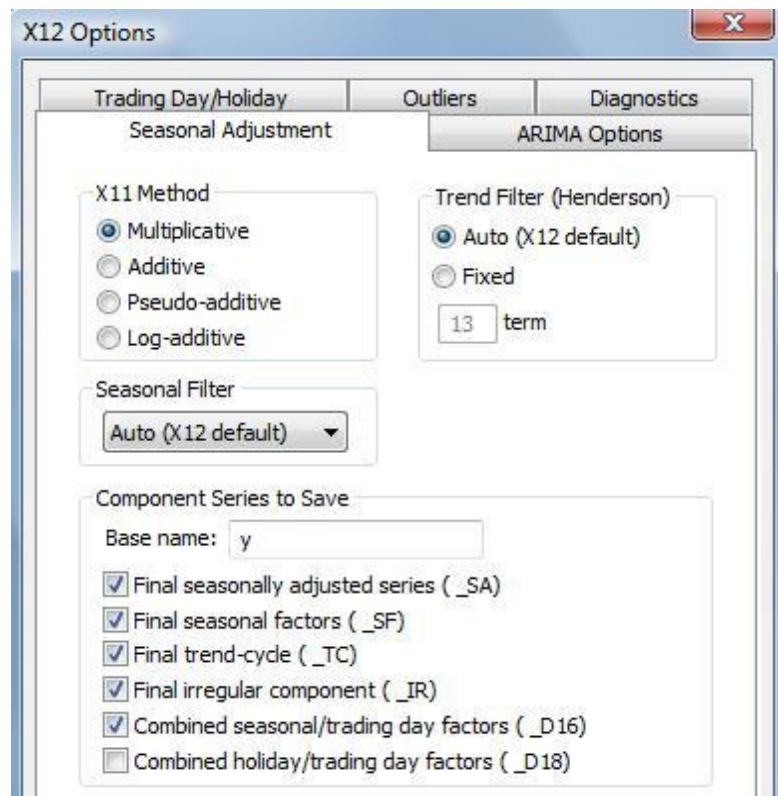 X12 Options
Trading Day/Holiday
Outliers
Diagnostics
Seasonal Adjustment
ARIMA Options
X11 Method
Multiplicative
Additive
Pseudo-additive
Log-additive
Trend Filter (Henderson)
Auto (X12 default)
Fixed
13 term
Seasonal Filter
Auto (X12 default)
Component Series to Save
Base name: y
Final seasonally adjusted series ( _SA)
Final seasonal factors ( _SF)
Final trend-cycle ( _TC)
Final irregular component ( _IR)
Combined seasonal/trading day factors ( _D16)
Combined holiday/trading day factors ( _D18)